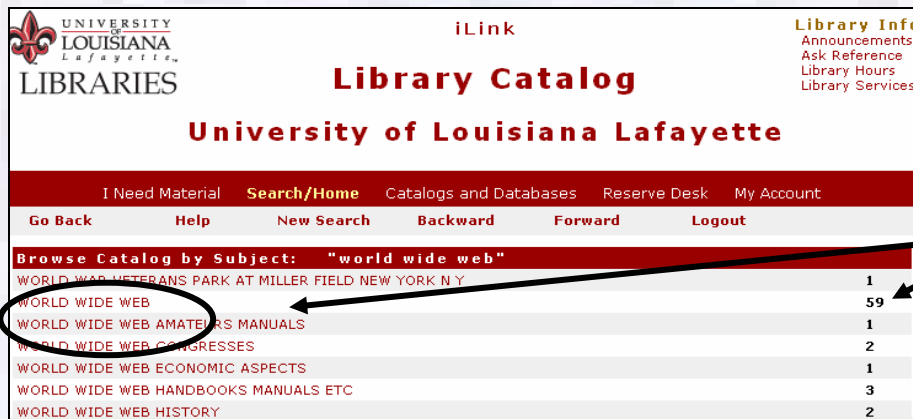 UNIVERSITY
OF
LOUISIANA
Lafayette
LIBRARIES
iLink
Library Catalog
University of Louisiana Lafayette
Library Info
Announcements
Ask Reference
Library Hours
Library Services
I Need Material Search/Home Catalogs and Databases Reserve Desk My Account
Go Back Help New Search Backward Forward Logout
Browse Catalog by Subject: "world wide web"
WORLD WAR VETERANS PARK AT MILLER FIELD NEW YORK N Y 1
WORLD WIDE WEB 59
WORLD WIDE WEB AMATEURS MANUALS 1
WORLD WIDE WEB CONGRESSES 2
WORLD WIDE WEB ECONOMIC ASPECTS 1
WORLD WIDE WEB HANDBOOKS MANUALS ETC 3
WORLD WIDE WEB HISTORY 2